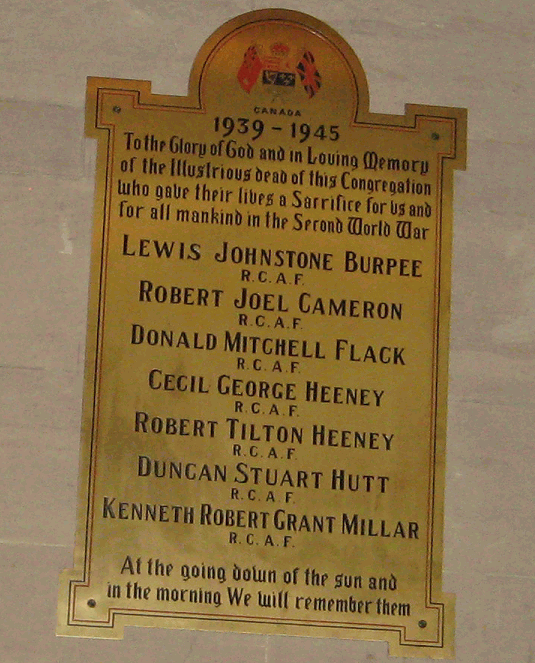 CANADA
1939 - 1945
To the Glory of God and in Loving Memory
of the Illustrious dead of this Congregation
who gave their lives a Sacrifice for us and
for all mankind in the Second World War
LEWIS JOHNSTONE BURPEE
R.C.A.F.
ROBERT JOEL CAMERON
R.C.A.F.
DONALD MITCHELL FLACK
R.C.A.F.
CECIL GEORGE HEENEY
R.C.A.F.
ROBERT TILTON HEENEY
R.C.A.F.
DUNCAN STUART HUTT
R.C.A.F.
KENNETH ROBERT GRANT MILLAR
R.C.A.F.
At the going down of the sun and
in the morning We will remember them